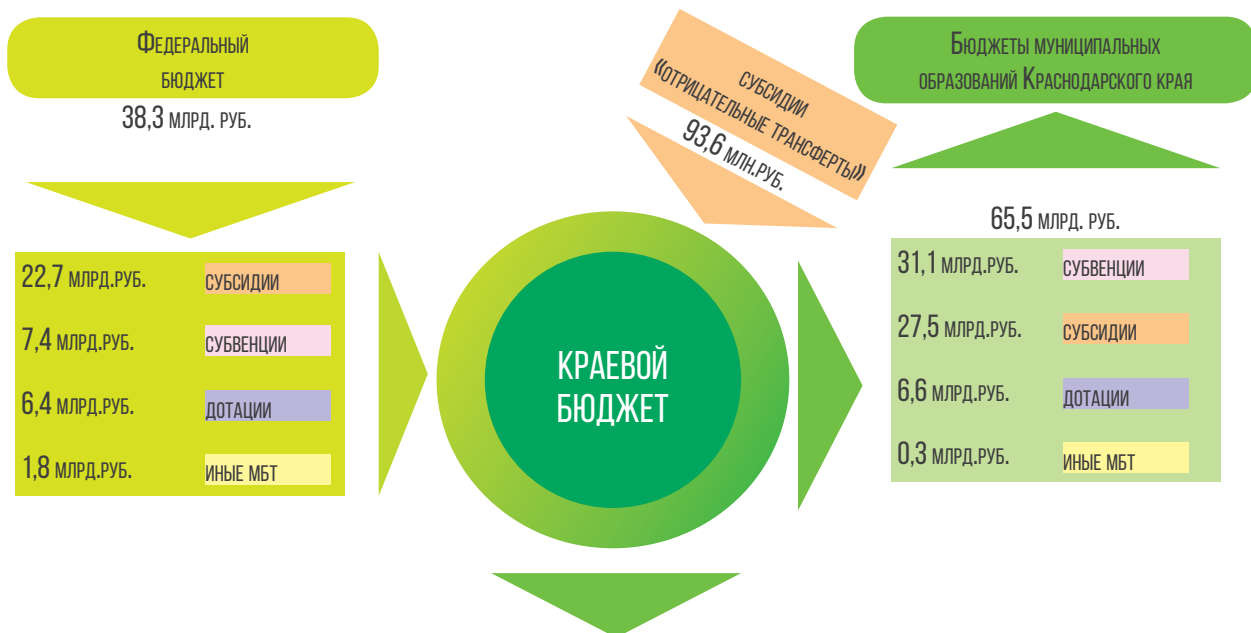 Федеральный
бюджет
38,3 млрд. руб.
22,7 млрд.руб. субсидии
7,4 млрд.руб. субвенции
6,4 млрд.руб. дотации
1,8 млрд.руб. иные МБТ
субсидии
«отрицательные трансферты»
93,6 млн.руб.
КРАЕВОЙ
БЮДЖЕТ
Бюджеты муниципальных
образований Краснодарского края
65,5 млрд. руб.
31,1 млрд.руб. субвенции
27,5 млрд.руб. субсидии
6,6 млрд.руб. дотации
0,3 млрд.руб. иные МБТ